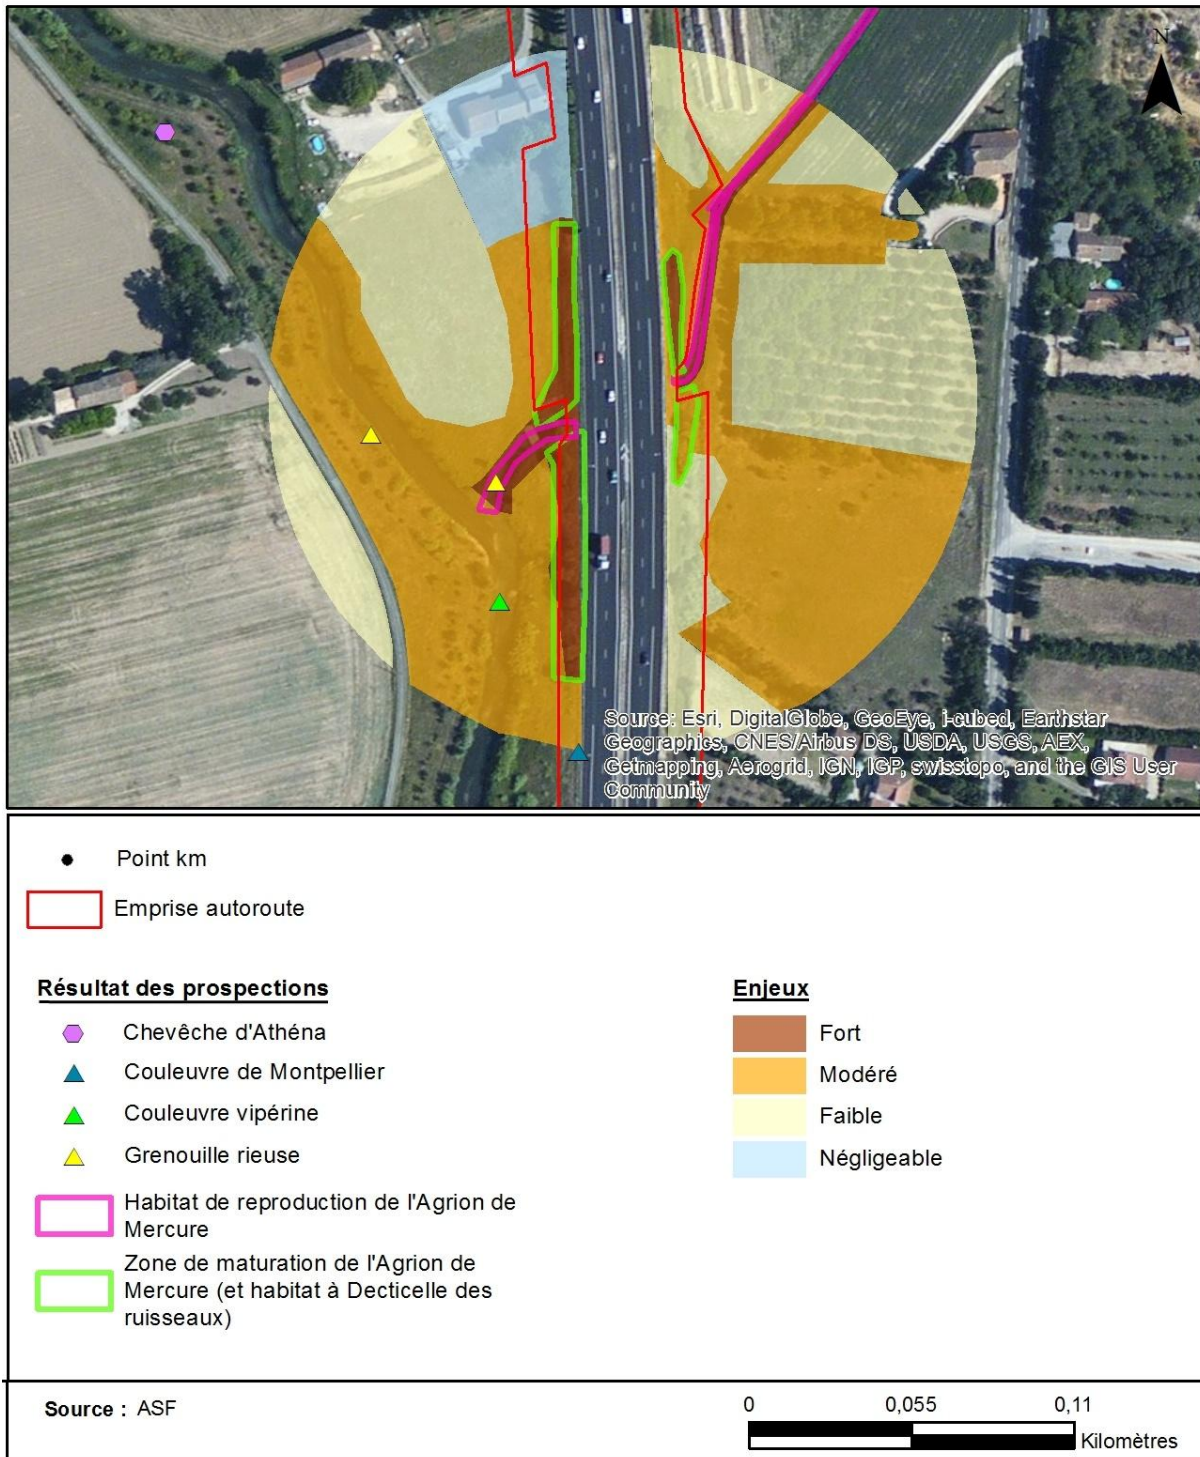 N
Source: Esri, DigitalGlobe, GeoEye, i-cubed, Earthstar
Geographics, CNES/Airbus DS, USDA, USGS, AEX,
Getmapping, Aerogrid, IGN, IGP, swisstopo, and the GIS User
Community
Point km
Emprise autoroute
Résultat des prospections
Chevêche d'Athéna
Couleuvre de Montpellier
Couleuvre vipérine
Grenouille rieuse
Habitat de reproduction de l'Agrion de
Mercure
Zone de maturation de l'Agrion de
Mercure (et habitat à Decticelle des
ruisseaux)
Enjeux
Fort
Modéré
Faible
Négligeable
Source : ASF
0 0,055 0,11
Kilomètres